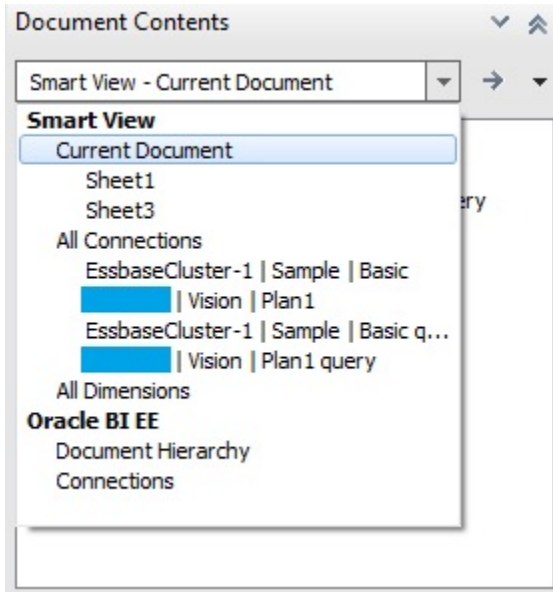 Document Contents
Smart View - Current Document
Smart View
Current Document
Sheet1
Sheet3
ery
All Connections
EssbaseCluster-1 | Sample | Basic
| Vision | Plan1
EssbaseCluster-1 | Sample | Basic q...
| Vision | Plan1 query
All Dimensions
Oracle BI EE
Document Hierarchy
Connections